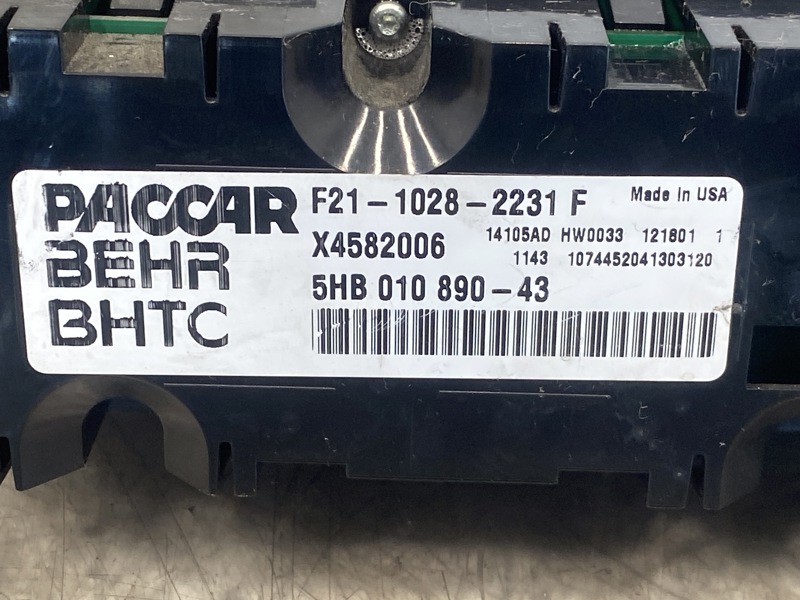 PACCAR
BEHR
BHTC
F21-1028-2231 F
Made In USA
X4582006
14105AD HW0033 121801 1
1143 1074452041303120
5HB 010 890-43